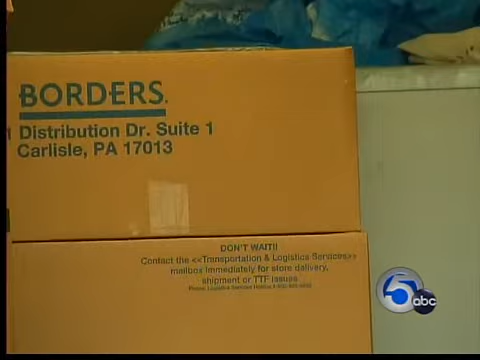 BORDERS.
1 Distribution Dr. Suite 1
Carlisle, PA 17013
DON'T WAIT!!
Contact the <<Transportation & Logistics Services>>
mailbox immediately for store delivery,
shipment or TTF issues
5 abc